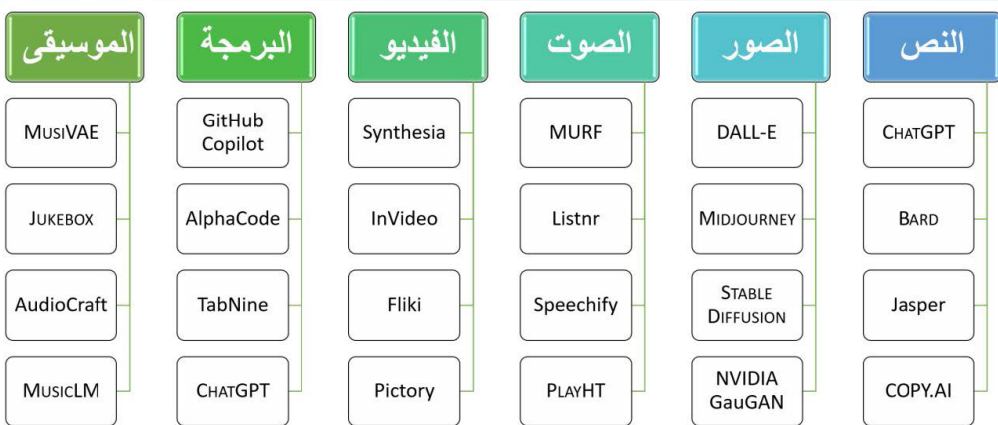 النص
ChatGPT
Bard
Jasper
COPY.AI
الصور
DALL-E
Midjourney
Stable
Diffusion
NVIDIA
GauGAN
الصوت
MURF
Listnr
Speechify
PlayHT
الفيديو
Synthesia
InVideo
Fliki
Pictory
البرمجة
GitHub
Copilot
AlphaCode
TabNine
ChatGPT
الموسيقى
MusiVAE
Jukebox
AudioCraft
MusicLM